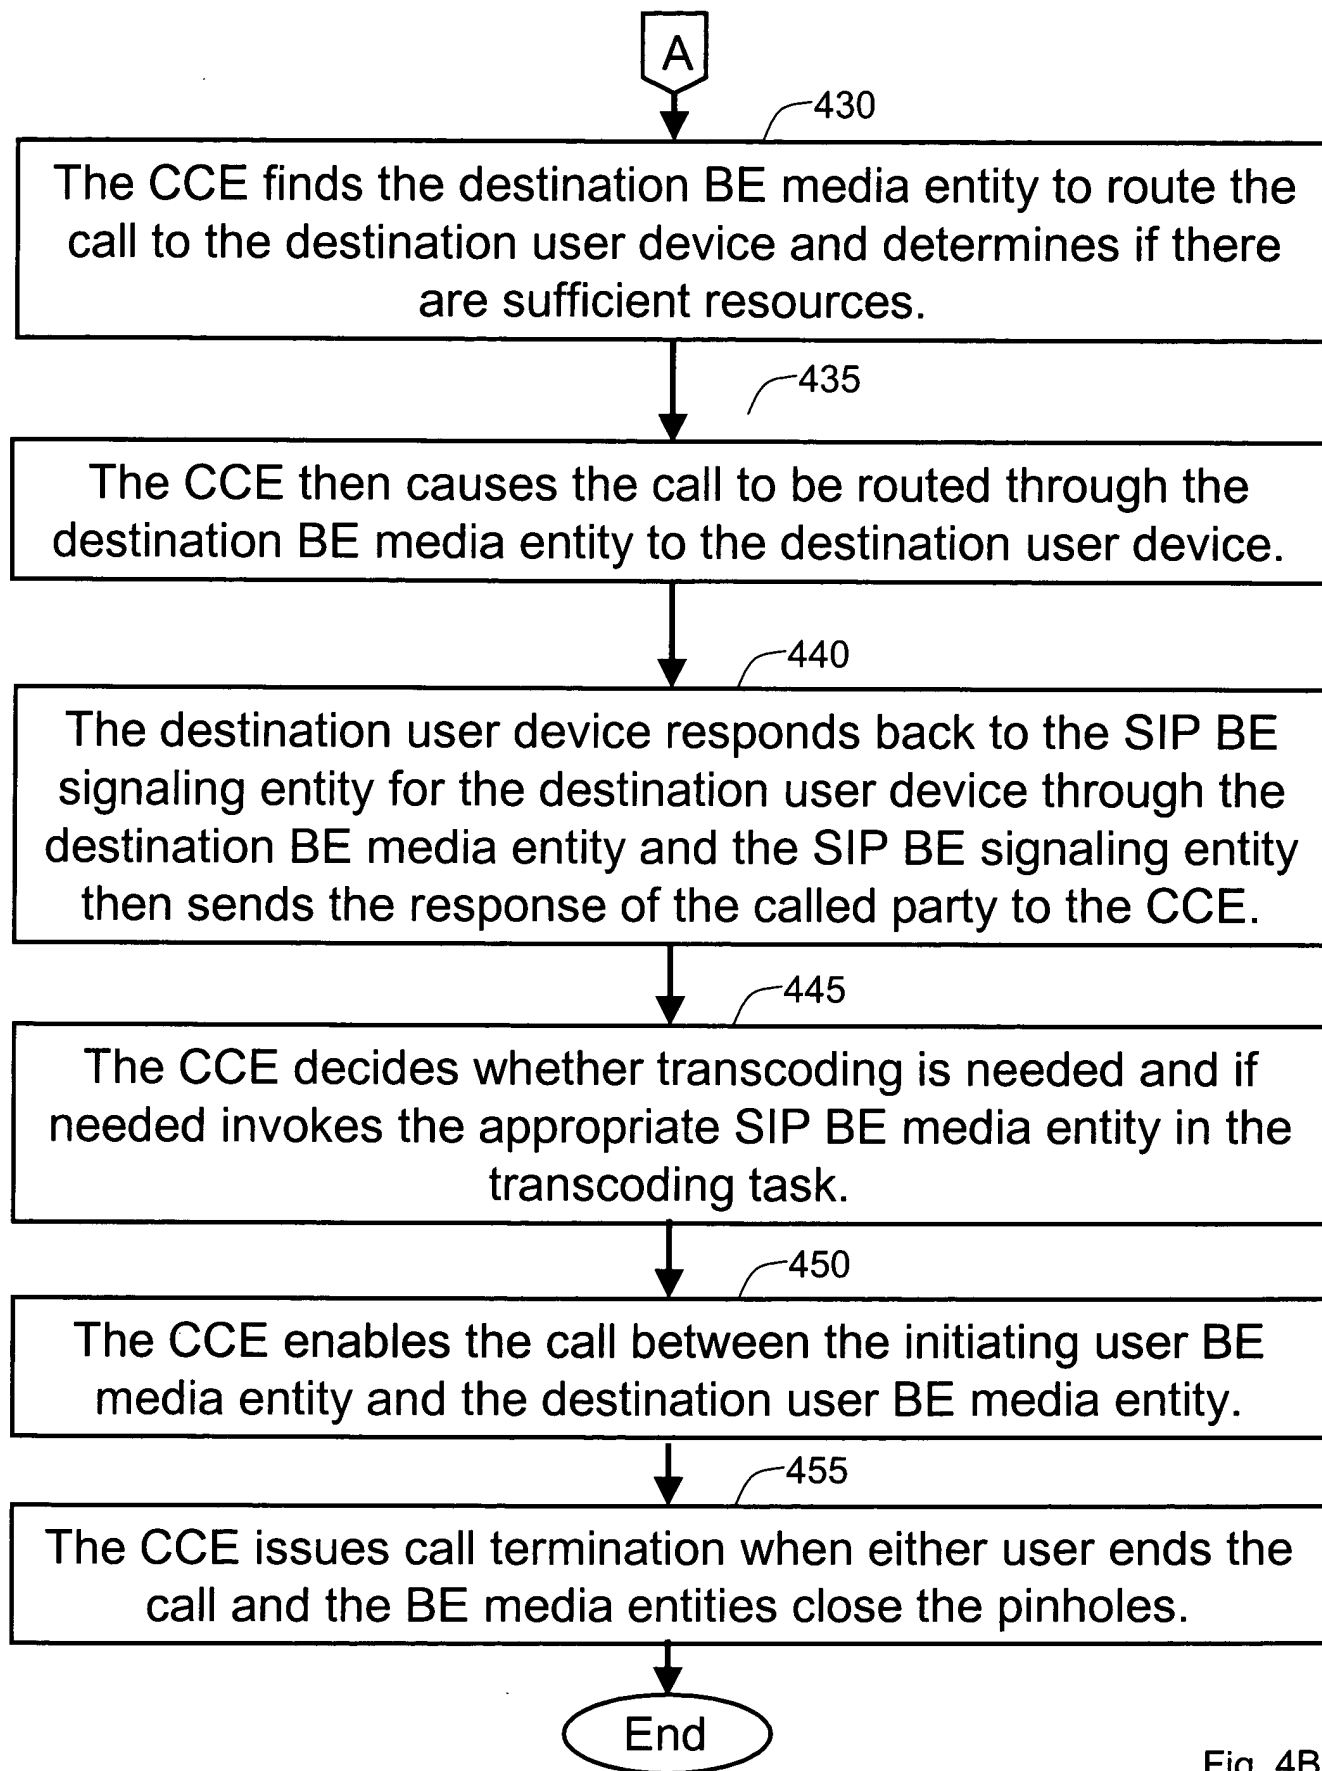 A
430
The CCE finds the destination BE media entity to route the
call to the destination user device and determines if there
are sufficient resources.
435
The CCE then causes the call to be routed through the
destination BE media entity to the destination user device.
440
The destination user device responds back to the SIP BE
signaling entity for the destination user device through the
destination BE media entity and the SIP BE signaling entity
then sends the response of the called party to the CCE.
445
The CCE decides whether transcoding is needed and if
needed invokes the appropriate SIP BE media entity in the
transcoding task.
450
The CCE enables the call between the initiating user BE
media entity and the destination user BE media entity.
455
The CCE issues call termination when either user ends the
call and the BE media entities close the pinholes.
End
Fig. 4B